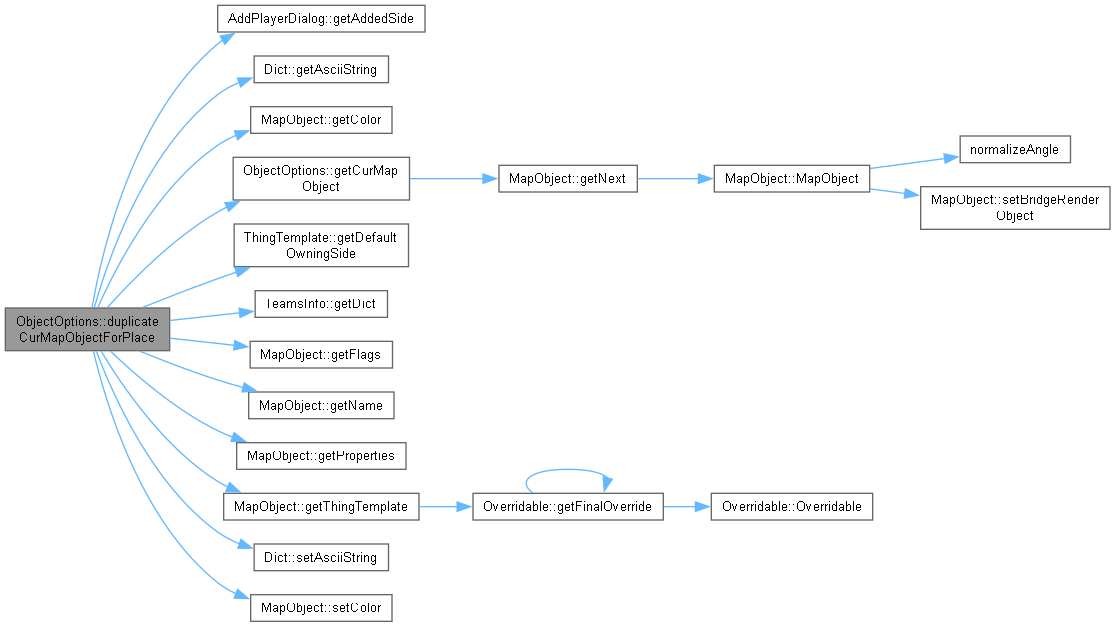 AddPlayerDialog::getAddedSide
Dict::getAsciiString
MapObject::getColor
ObjectOptions::getCurMap
Object
MapObject::getNext
MapObject::MapObject
normalizeAngle
MapObject::setBridgeRender
Object
ThingTemplate::getDefault
OwningSide
TeamsInfo::getDict
ObjectOptions::duplicate
CurMapObjectForPlace
MapObject::getFlags
MapObject::getName
MapObject::getProperties
MapObject::getThingTemplate
Overridable::getFinalOverride
Overridable::Overridable
Dict::setAsciiString
MapObject::setColor